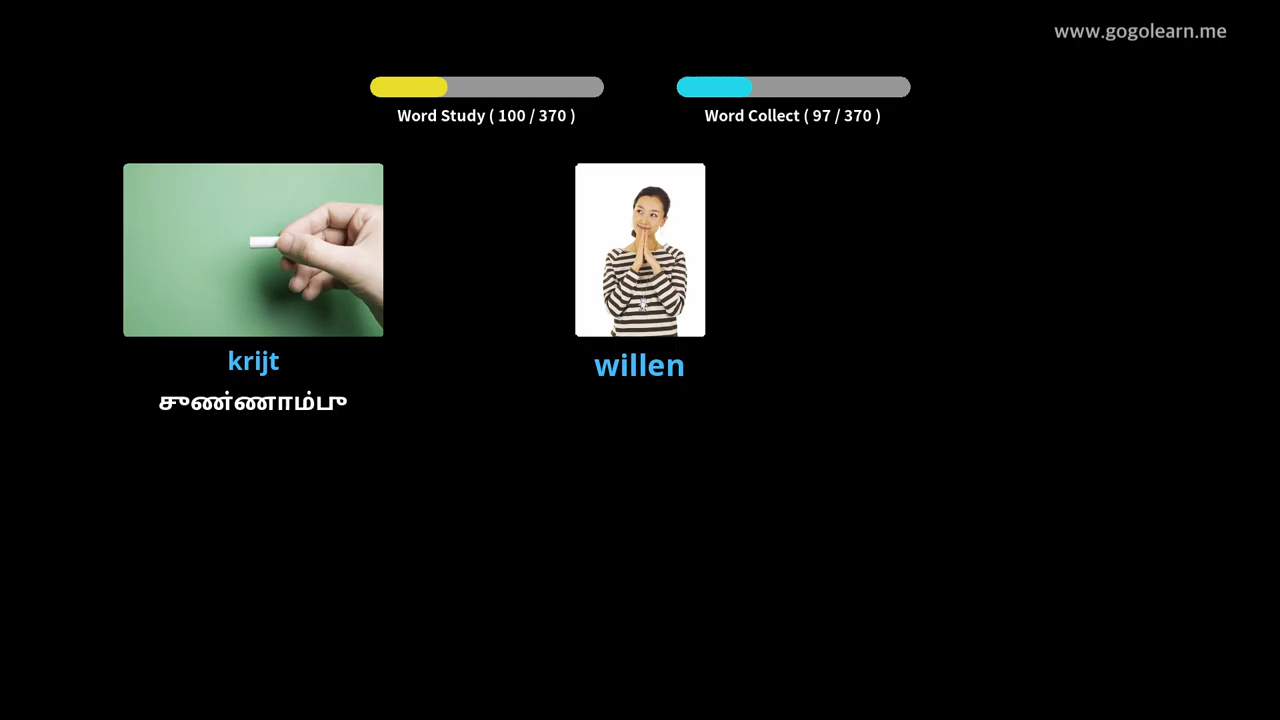 www.gogolearn.me
Word Study ( 100 / 370 )
Word Collect ( 97 / 370 )
krijt
சுண்ணாம்பு
willen